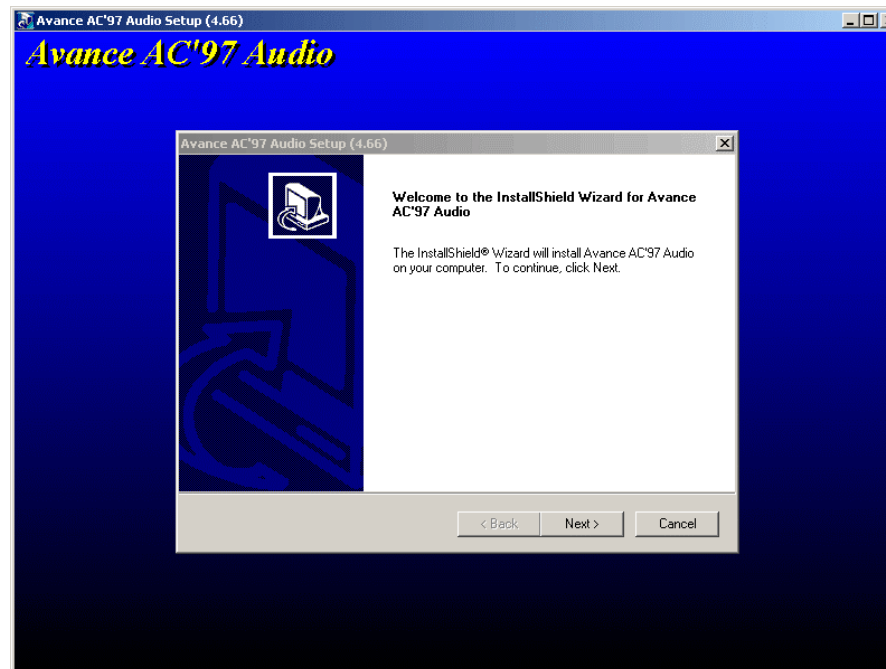 Avance AC'97 Audio Setup (4.66)
Avance AC'97 Audio
Avance AC'97 Audio Setup (4.66)
Welcome to the InstallShield Wizard for Avance
AC'97 Audio
The InstallShield® Wizard will install Avance AC'97 Audio
on your computer. To continue, click Next.
< Back Next > Cancel